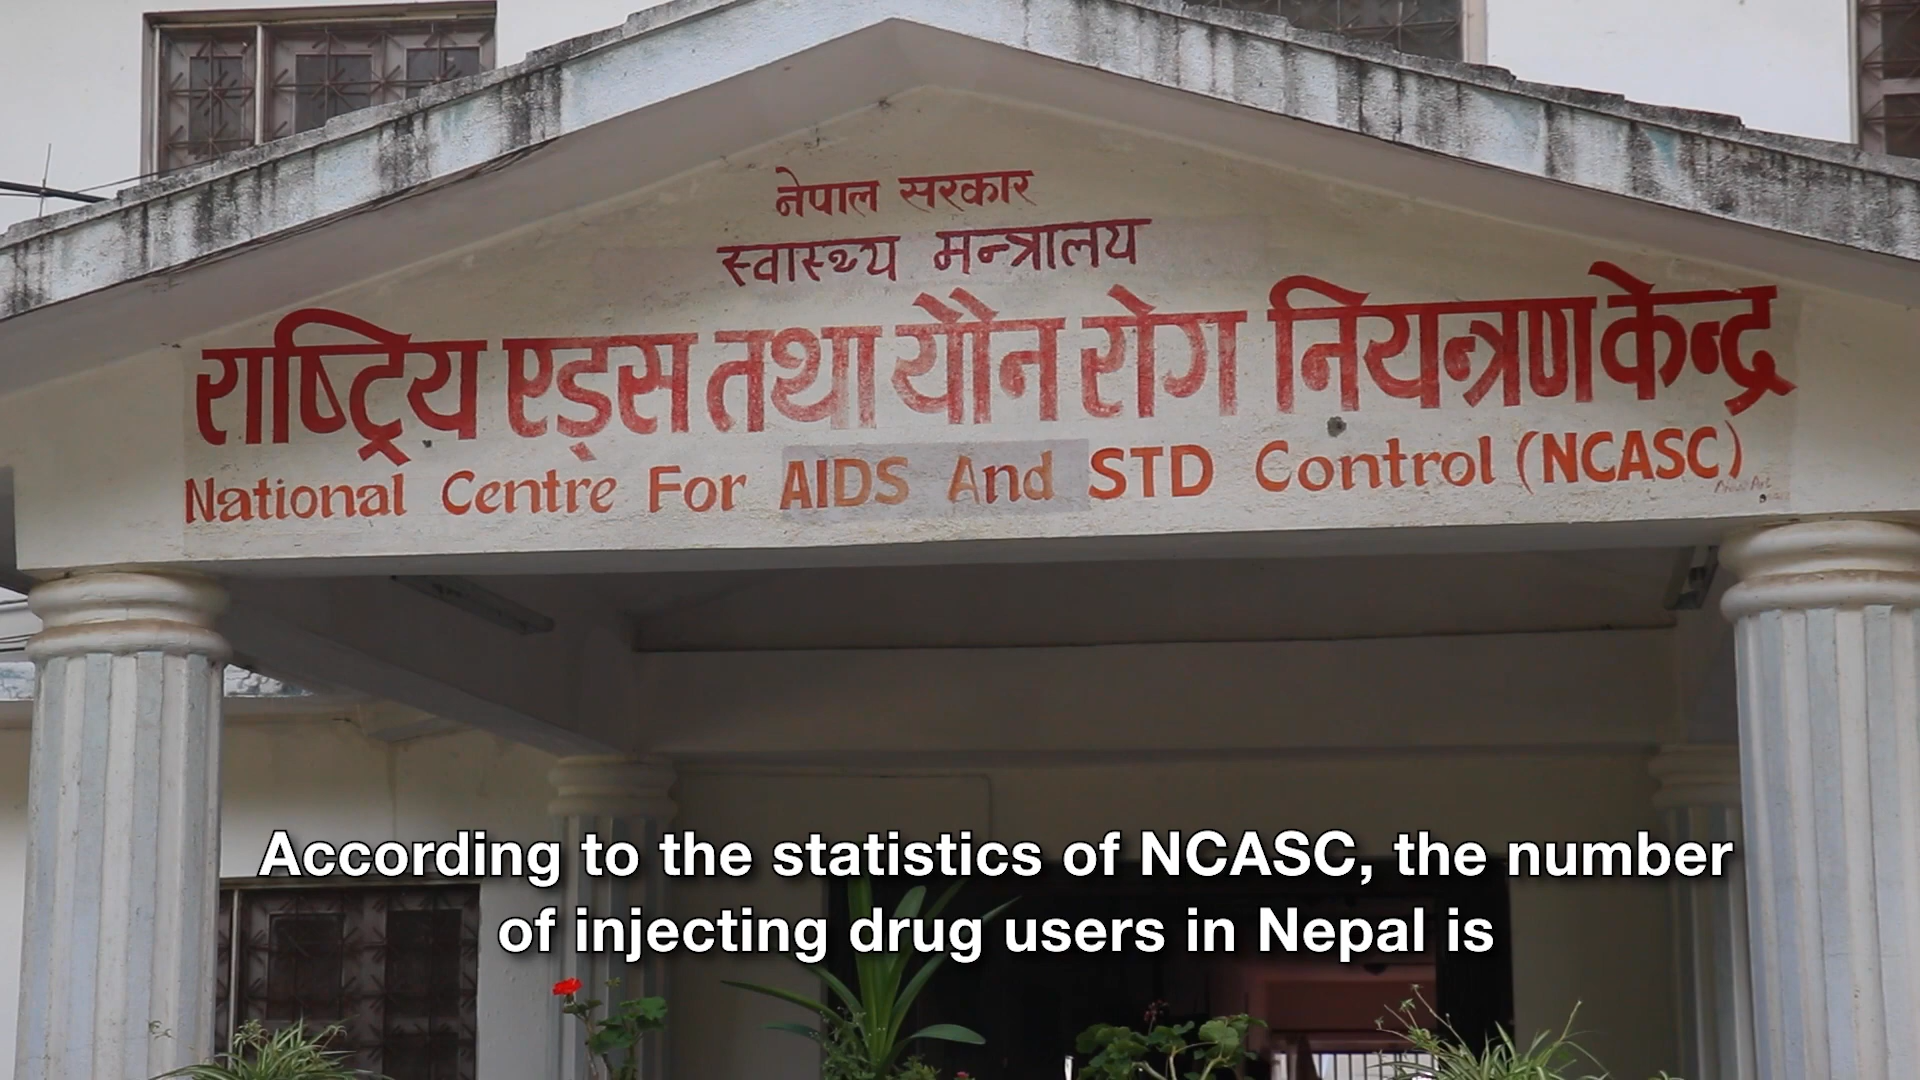 नेपाल सरकार
स्वास्थ्य मन्त्रालय
राष्ट्रिय एड्स तथा यौन रोग नियन्त्रण केन्द्र
National Centre For AIDS And STD Control (NCASC)
According to the statistics of NCASC, the number
of injecting drug users in Nepal is